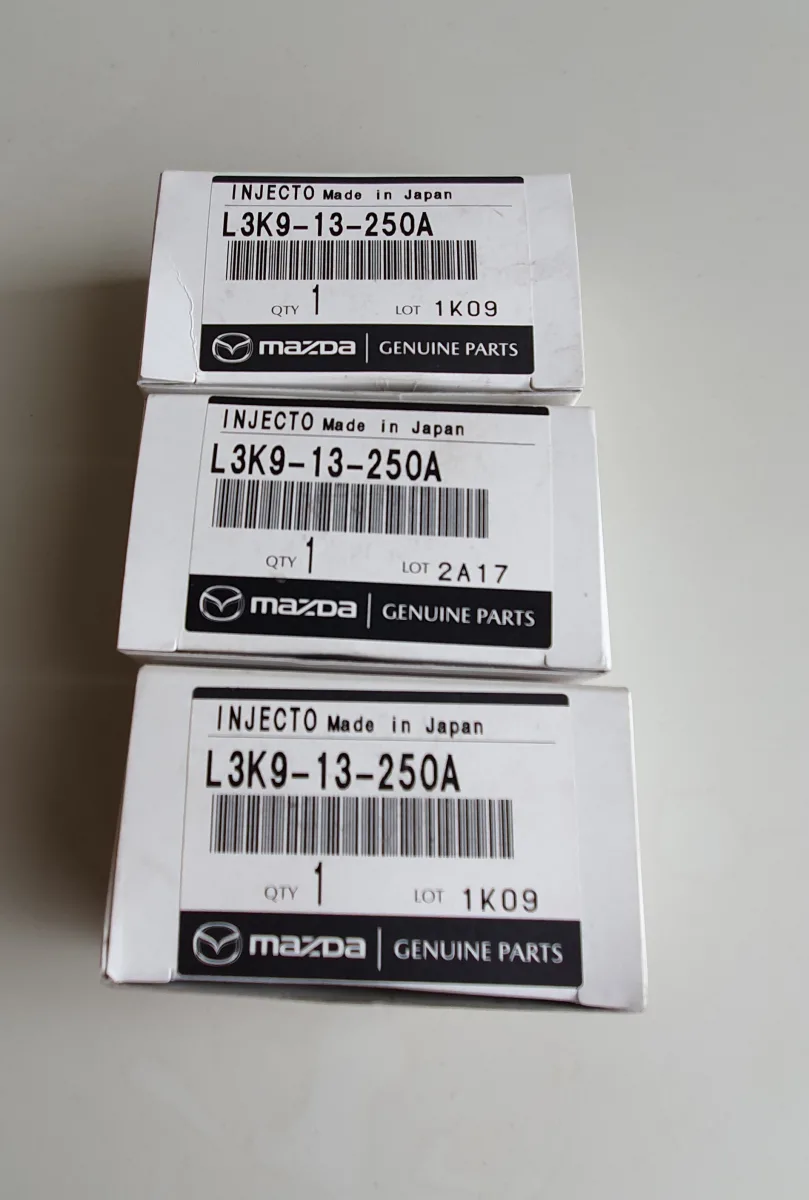 INJECTO Made in Japan
L3K9-13-250A
QTY 1 LOT 1K09
mazda GENUINE PARTS
INJECTO Made in Japan
L3K9-13-250A
QTY 1 LOT 2A17
mazda GENUINE PARTS
INJECTO Made in Japan
L3K9-13-250A
QTY 1 LOT 1K09
mazda GENUINE PARTS